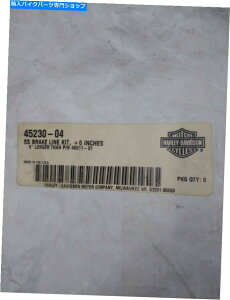 輸入バイクパーツ専門ショップ
45230-04
SS BRAKE LINE KIT, +6 INCHES
6" LONGER THAN P/N 45011-01
MADE IN THE U.S.A.
MOTOR
HARLEY-DAVIDSON
CYCLES
PKG QTY: 0
HARLEY-DAVIDSON MOTOR COMPANY, MILWAUKEE WI. 53201